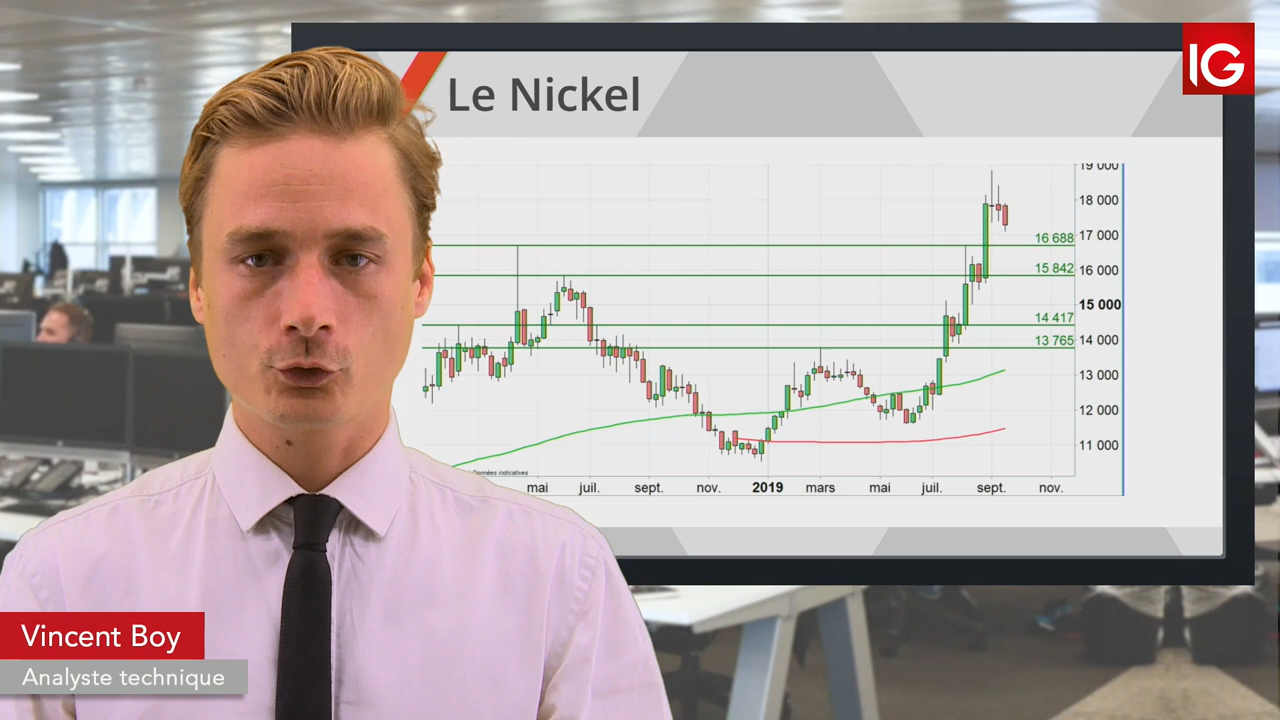 IG
Le Nickel
19 000
18 000
17 000
16 688
16 000
15 842
15 000
14 417
14 000
13 765
13 000
12 000
11 000
Données indicatives
mai juil. sept. nov. 2019 mars mai juil. sept. nov.
Vincent Boy
Analyste technique